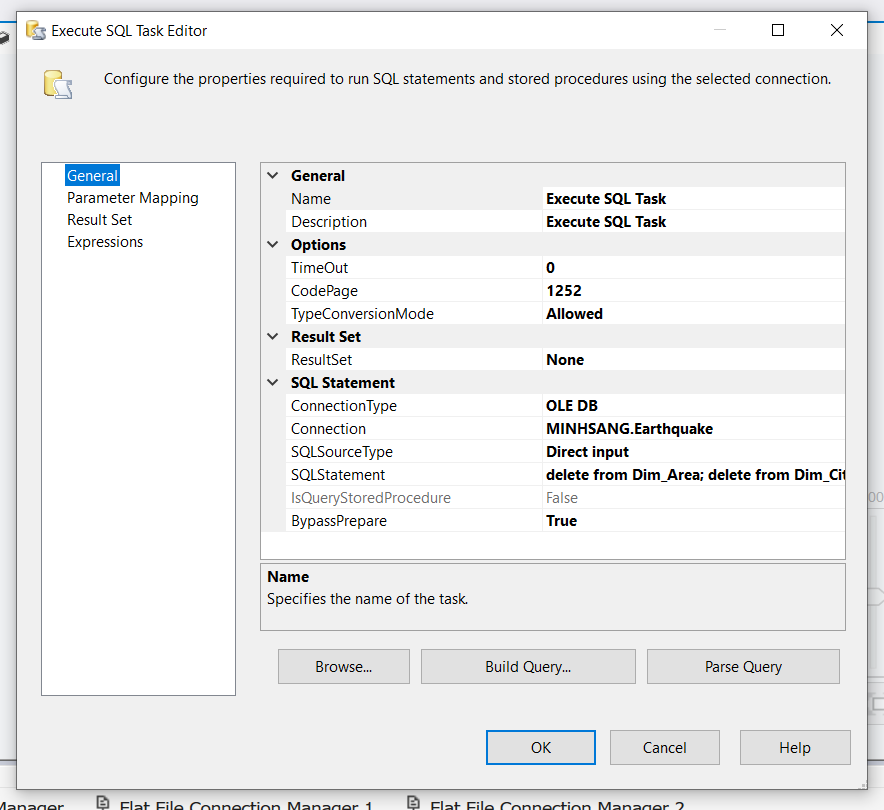 Execute SQL Task Editor
Configure the properties required to run SQL statements and stored procedures using the selected connection.
General
Parameter Mapping
Result Set
Expressions
General
Name Execute SQL Task
Description Execute SQL Task
Options
TimeOut 0
CodePage 1252
TypeConversionMode Allowed
Result Set
ResultSet None
SQL Statement
ConnectionType OLE DB
Connection MINHSANG.Earthquake
SQLSourceType Direct input
SQLStatement delete from Dim_Area; delete from Dim_Cit
IsQueryStoredProcedure False
BypassPrepare True
Name
Specifies the name of the task.
Browse... Build Query... Parse Query
OK Cancel Help
Manager Flat File Connection Manager 1 Flat File Connection Manager 2